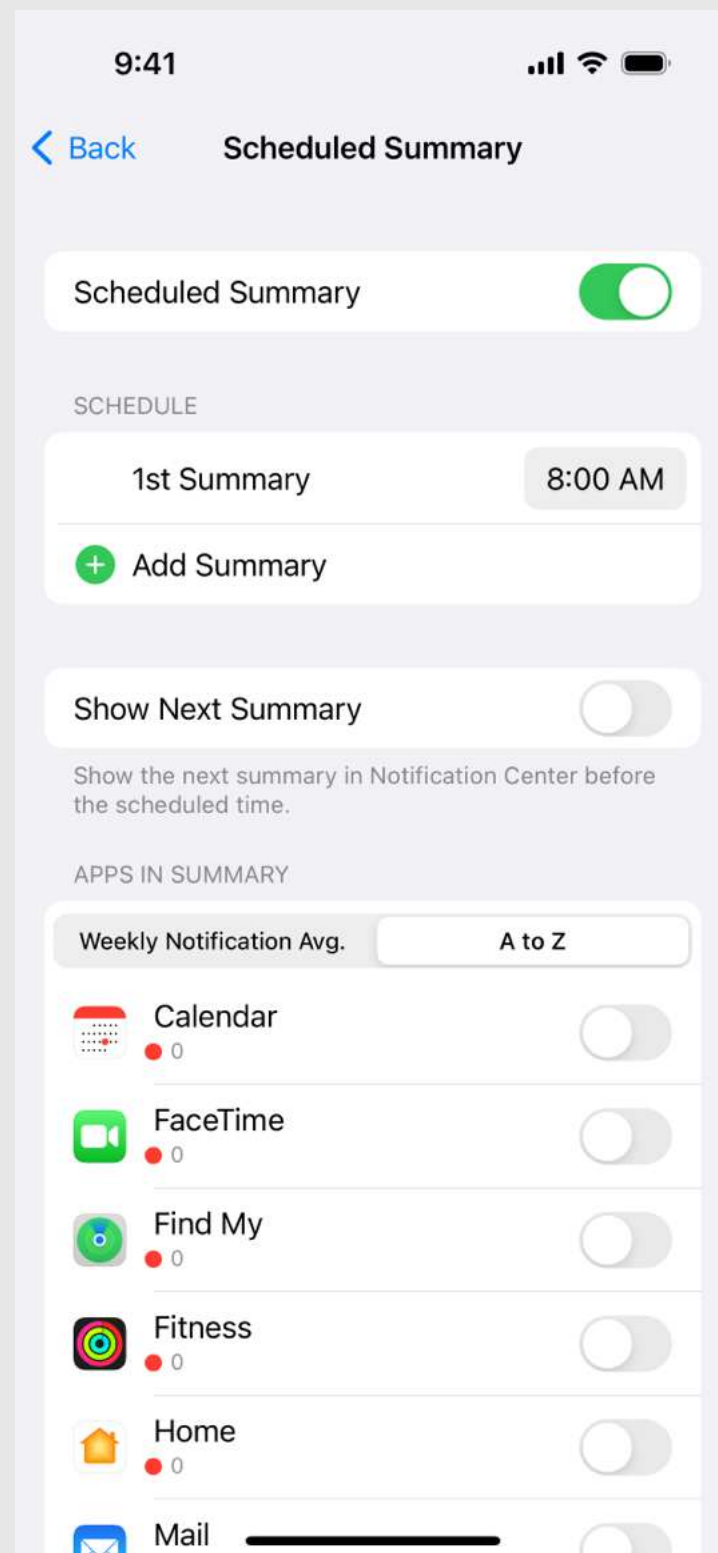 9:41
Back
Scheduled Summary
Scheduled Summary
SCHEDULE
1st Summary
8:00 AM
Add Summary
Show Next Summary
Show the next summary in Notification Center before
the scheduled time.
APPS IN SUMMARY
Weekly Notification Avg.
A to Z
Calendar
0
FaceTime
0
Find My
0
Fitness
0
Home
0
Mail